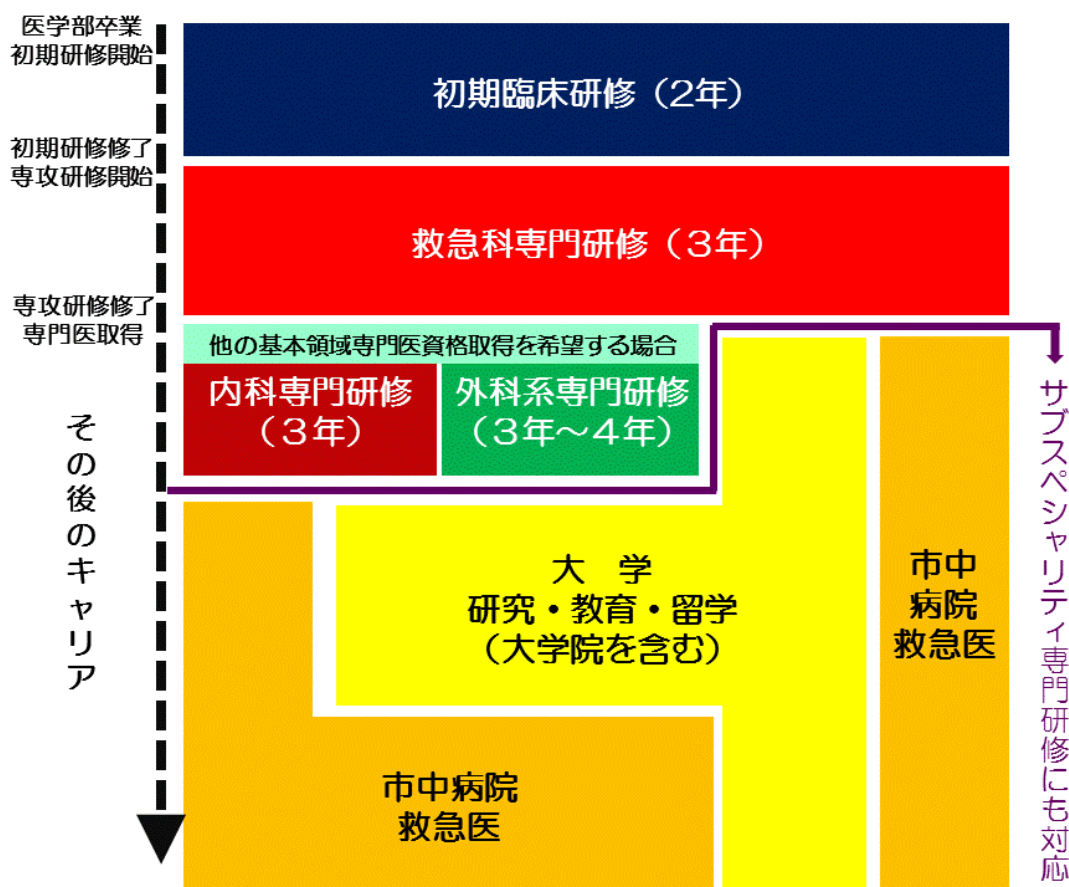 医学部卒業
初期研修開始
初期臨床研修（2年）
初期研修修了
専攻研修開始
救急科専門研修（3年）
専攻研修修了
専門医取得
他の基本領域専門医資格取得を希望する場合
内科専門研修
（3年）
外科系専門研修
（3年～4年）
サブスペシャリティ専門研修にも対応
その後のキャリア
大　学
研究・教育・留学
（大学院を含む）
市中
病院
救急医
市中病院
救急医